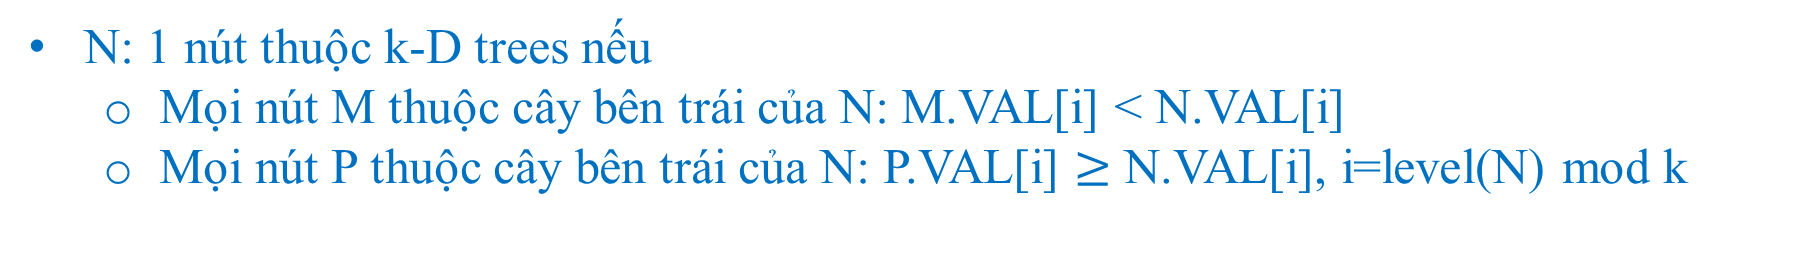 • N: 1 nút thuộc k-D trees nếu
o Mọi nút M thuộc cây bên trái của N: M.VAL[i] < N.VAL[i]
o Mọi nút P thuộc cây bên trái của N: P.VAL[i] ≥ N.VAL[i], i=level(N) mod k